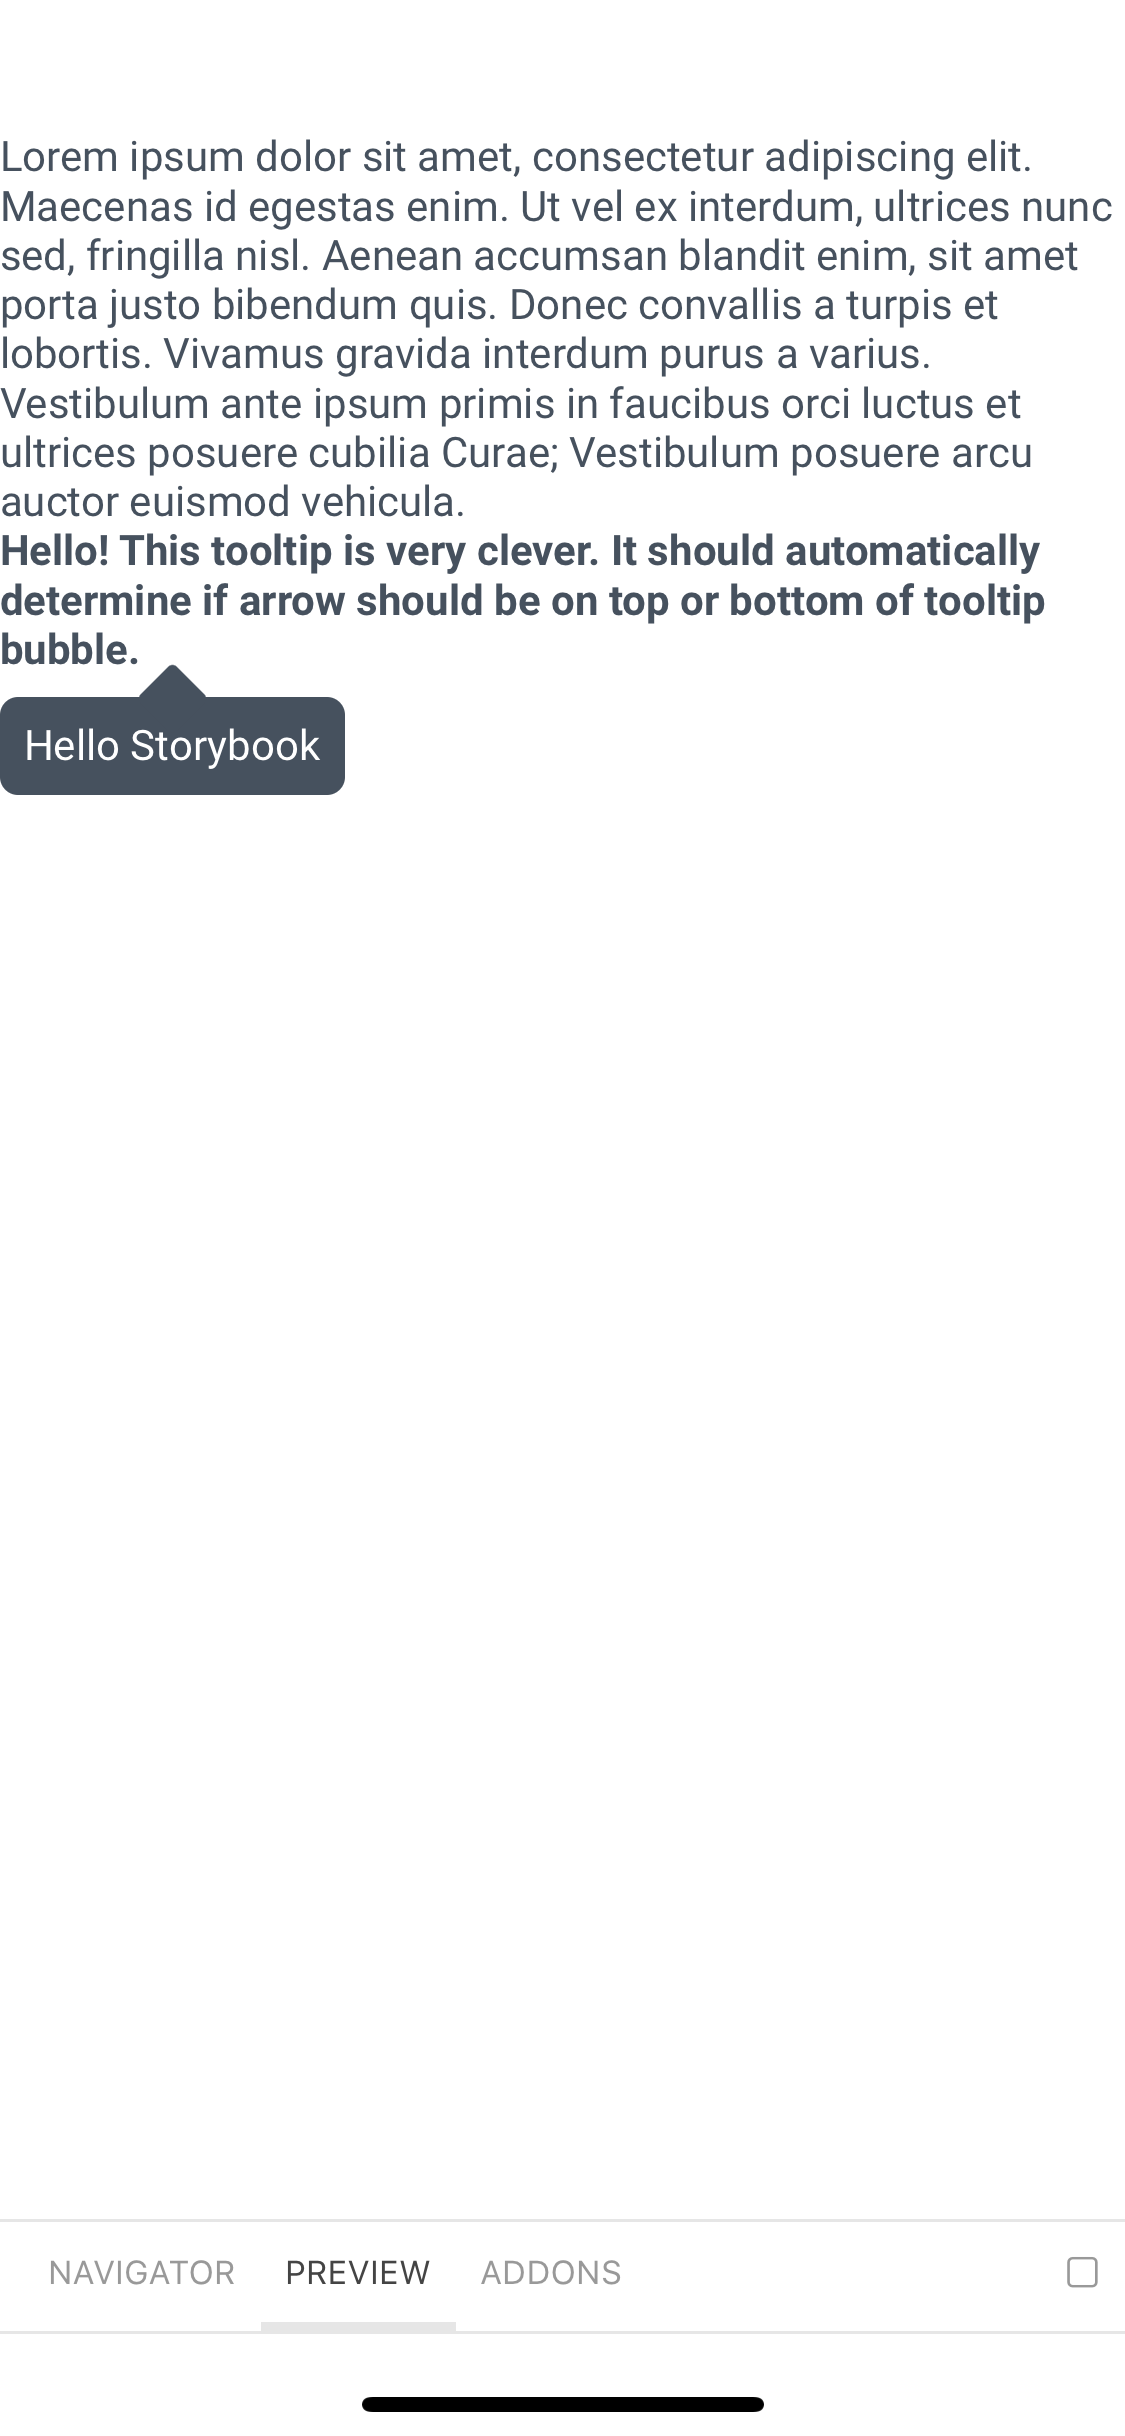 Lorem ipsum dolor sit amet, consectetur adipiscing elit.
Maecenas id egestas enim. Ut vel ex interdum, ultrices nunc
sed, fringilla nisl. Aenean accumsan blandit enim, sit amet
porta justo bibendum quis. Donec convallis a turpis et
lobortis. Vivamus gravida interdum purus a varius.
Vestibulum ante ipsum primis in faucibus orci luctus et
ultrices posuere cubilia Curae; Vestibulum posuere arcu
auctor euismod vehicula.
Hello! This tooltip is very clever. It should automatically
determine if arrow should be on top or bottom of tooltip
bubble.
Hello Storybook
NAVIGATOR PREVIEW ADDONS